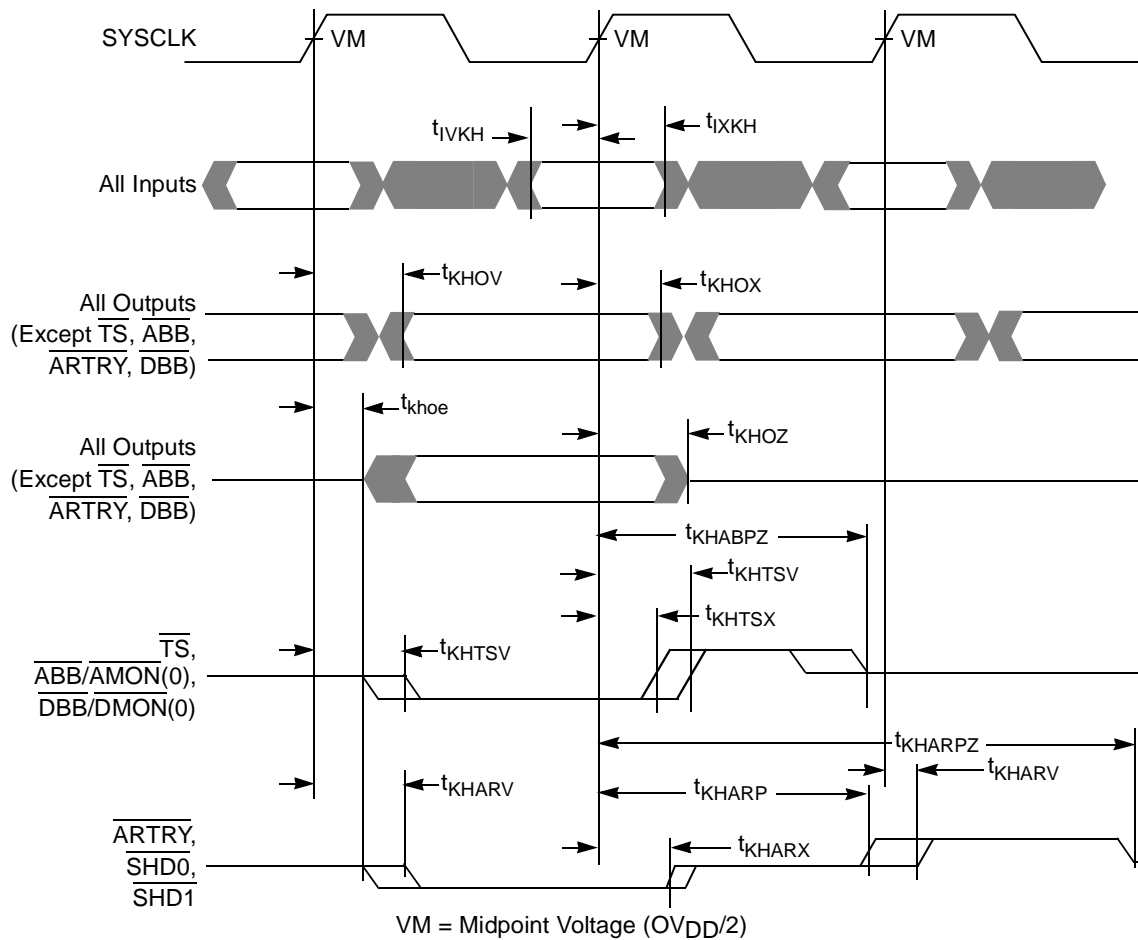 SYSCLK
VM
VM
VM
tIVKH
tIXKH
All Inputs
tKHOV
tKHOX
All Outputs
(Except TS, ABB,
ARTRY, DBB)
tkhoe
tKHOZ
All Outputs
(Except TS, ABB,
ARTRY, DBB)
tKHABPZ
tKHTSV
tKHTSX
TS,
tKHTSV
ABB/AMON(0),
DBB/DMON(0)
tKHARPZ
tKHARV
tKHARP
tKHARV
ARTRY,
tKHARX
SHD0,
SHD1
VM = Midpoint Voltage (OVDD/2)